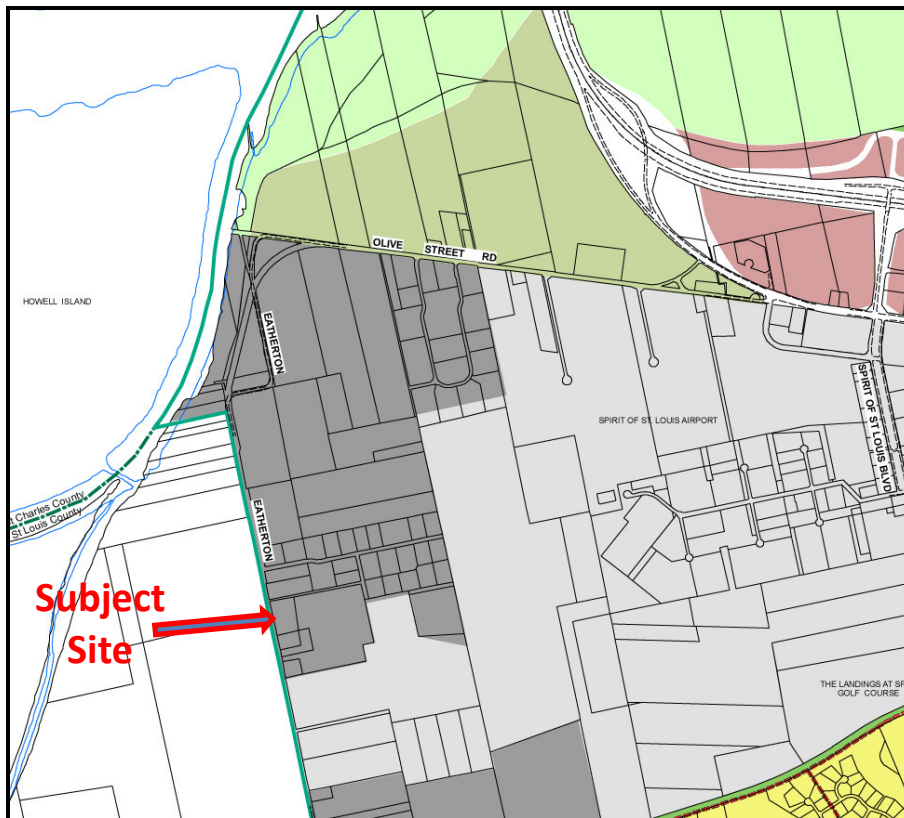 OLIVE STREET RD
HOWELL ISLAND
EATHERTON
SPIRIT OF ST. LOUIS BLVD
SPIRIT OF ST. LOUIS AIRPORT
t Charles County
St Louis County
EATHERTON
Subject
Site
THE LANDINGS AT SP
GOLF COURSE